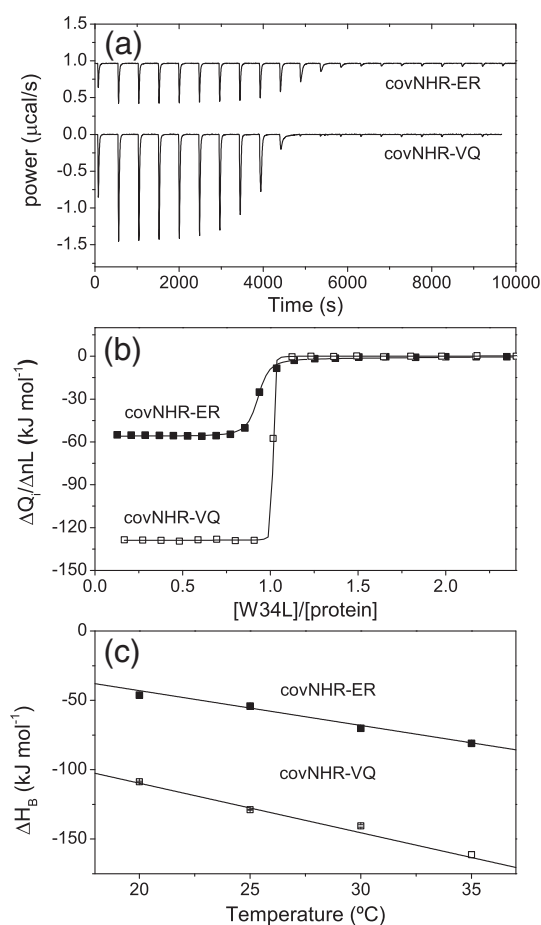 (a)
1.5
1.0
0.5
0.0
-0.5
-1.0
-1.5
power (μcal/s)
covNHR-ER
covNHR-VQ
0 2000 4000 6000 8000 10000
Time (s)
(b)
0
-30
-60
-90
-120
-150
ΔQi/ΔnL (kJ mol-1)
covNHR-ER
covNHR-VQ
0.0 0.5 1.0 1.5 2.0
[W34L]/[protein]
(c)
0
-50
-100
-150
ΔHB (kJ mol-1)
covNHR-ER
covNHR-VQ
20 25 30 35
Temperature (ºC)